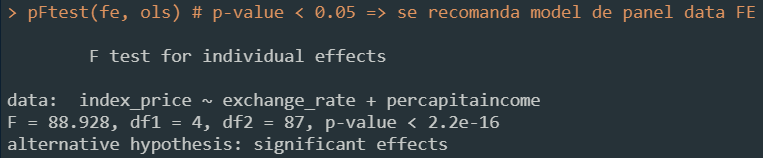 > pFtest(fe, ols) # p-value < 0.05 => se recomanda model de panel data FE
F test for individual effects
data:  index_price ~ exchange_rate + percapitaincome
F = 88.928, df1 = 4, df2 = 87, p-value < 2.2e-16
alternative hypothesis: significant effects